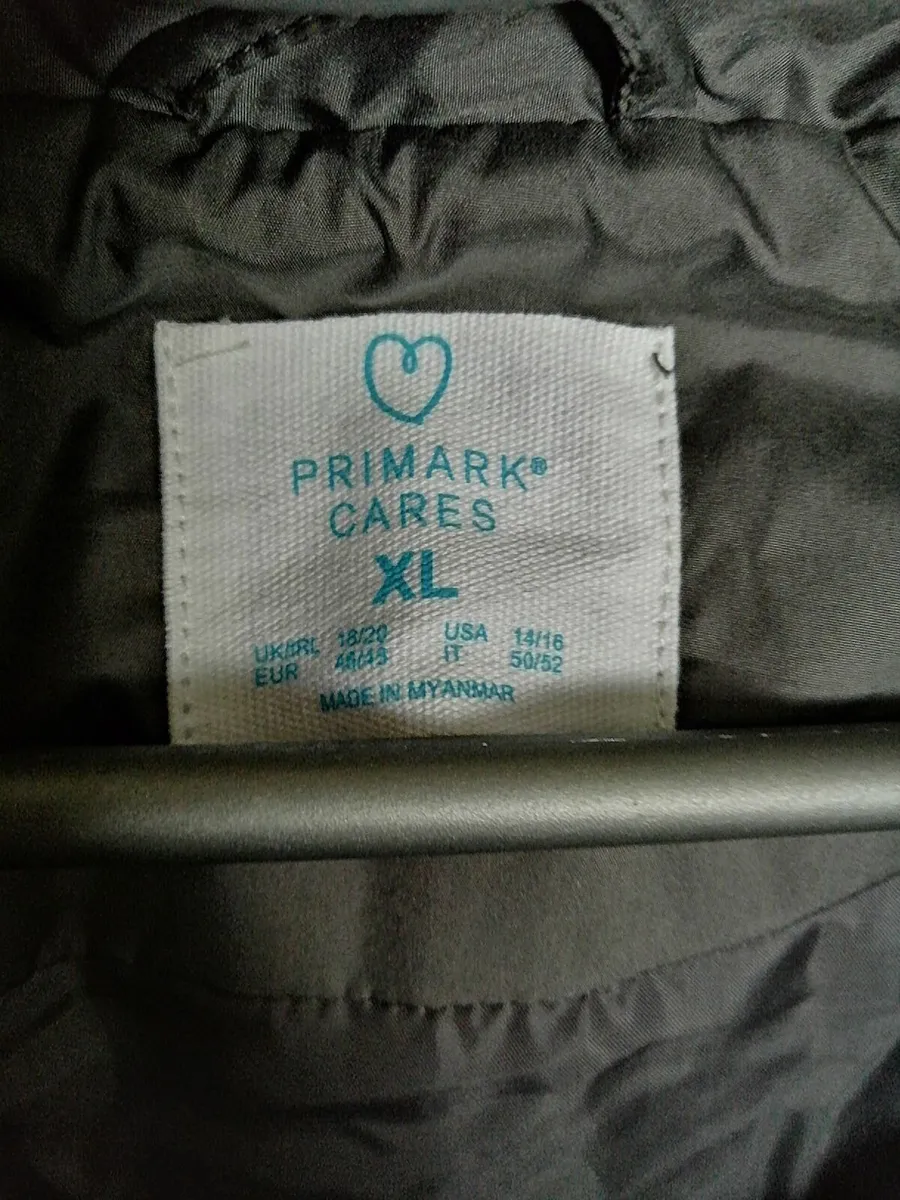 PRIMARK®
CARES
XL
UK/IRL 18/20 USA 14/16
EUR 46/48 IT 50/52
MADE IN MYANMAR